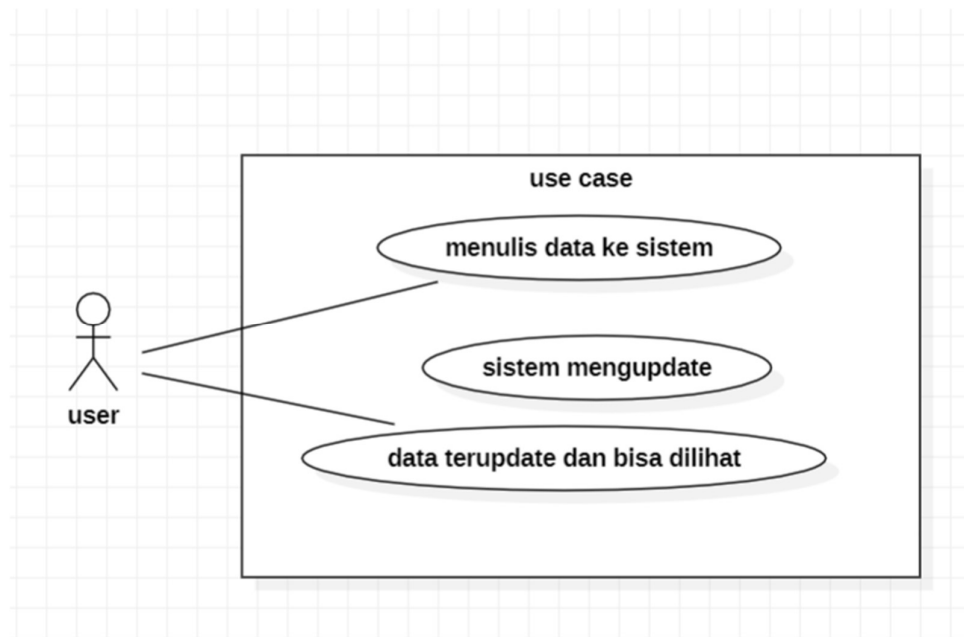 use case
menulis data ke sistem
sistem mengupdate
user
data terupdate dan bisa dilihat